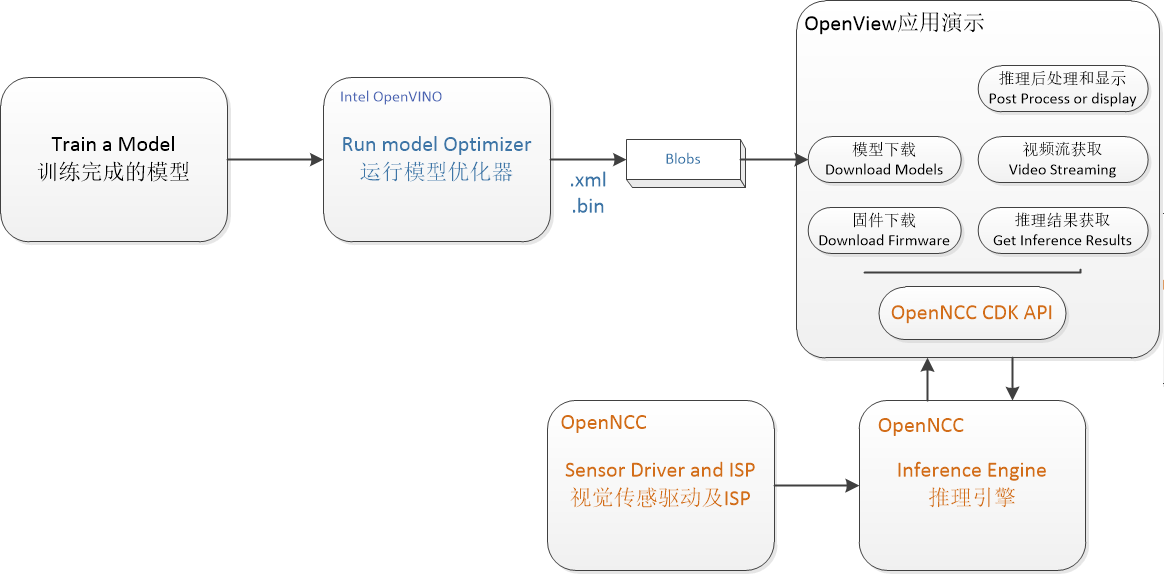 Train a Model
训练完成的模型
Intel OpenVINO
Run model Optimizer
运行模型优化器
.xml
.bin
Blobs
OpenView应用演示
推理后处理和显示
Post Process or display
模型下载
Download Models
视频流获取
Video Streaming
固件下载
Download Firmware
推理结果获取
Get Inference Results
OpenNCC CDK API
OpenNCC
Sensor Driver and ISP
视觉传感驱动及ISP
OpenNCC
Inference Engine
推理引擎